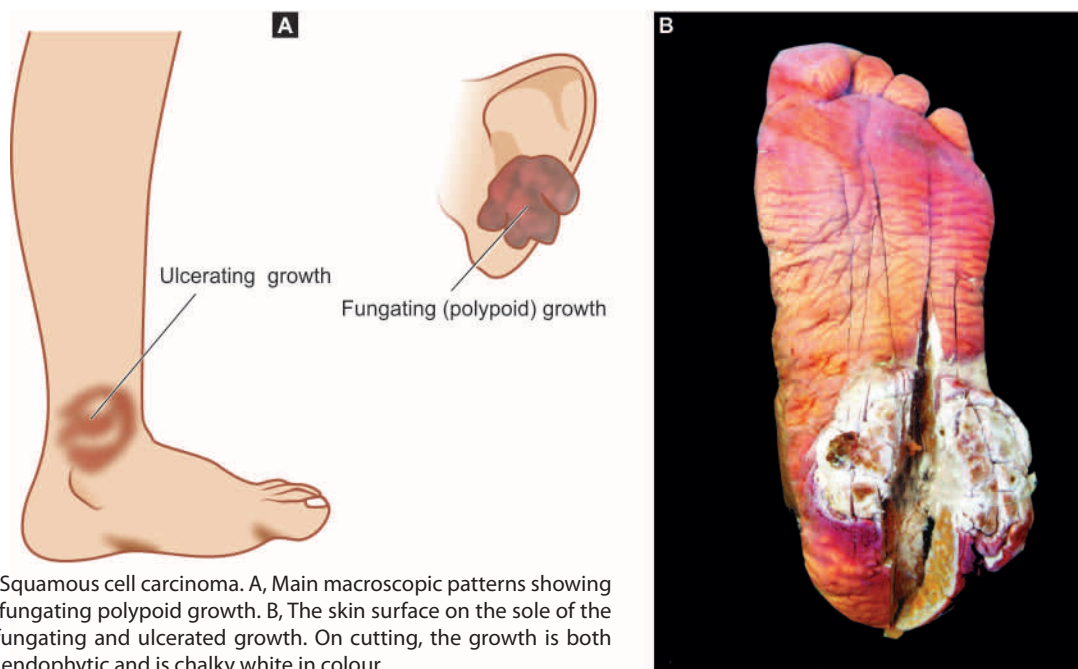 A
B
Ulcerating growth
Fungating (polypoid) growth
Squamous cell carcinoma. A, Main macroscopic patterns showing
fungating polypoid growth. B, The skin surface on the sole of the
fungating and ulcerated growth. On cutting, the growth is both
endophytic and is chalky white in colour.